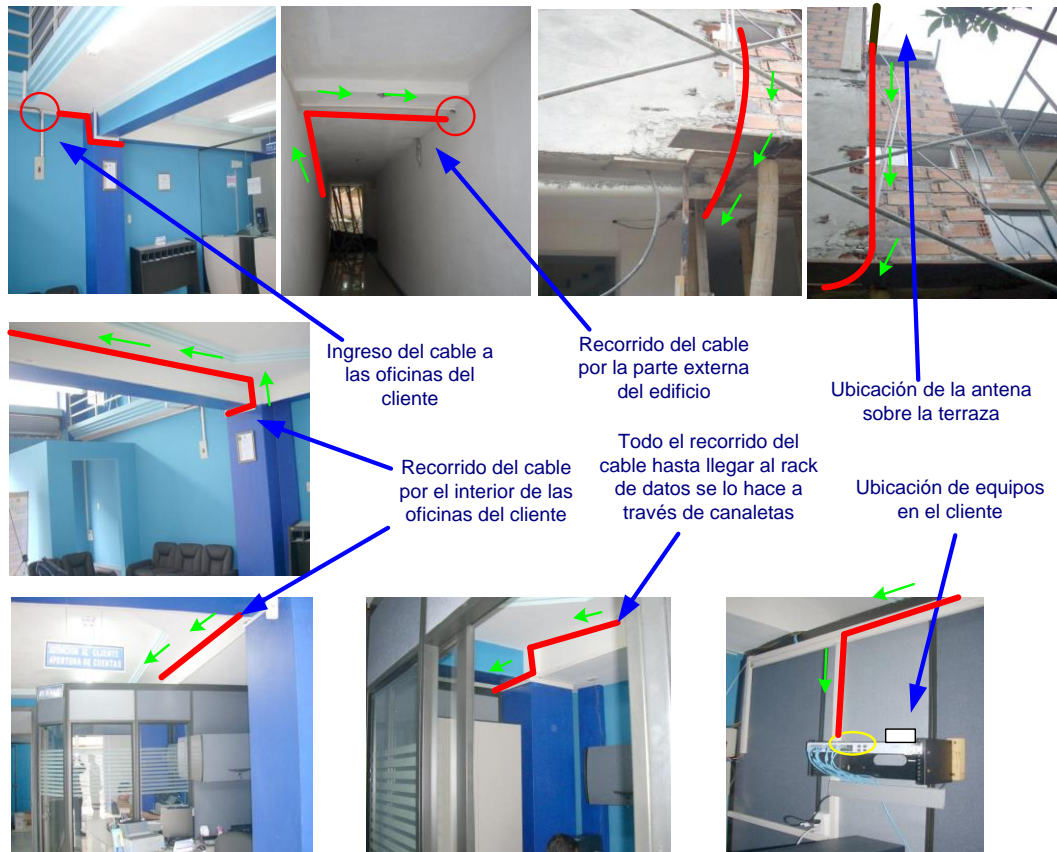 Ingreso del cable a
las oficinas del
cliente
Recorrido del cable
por la parte externa
del edificio
Ubicación de la antena
sobre la terraza
Recorrido del cable
por el interior de las
oficinas del cliente
Todo el recorrido del
cable hasta llegar al rack
de datos se lo hace a
través de canaletas
Ubicación de equipos
en el cliente
ATENCION AL CLIENTE
APERTURA DE CUENTAS